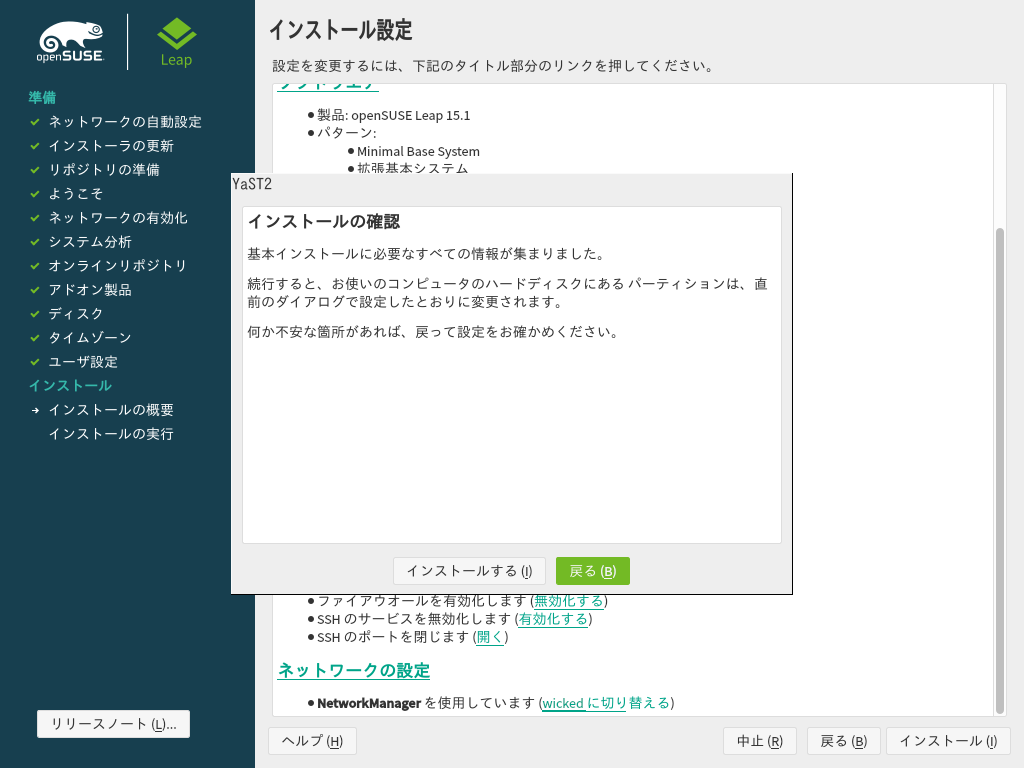 openSUSE
Leap
準備
ネットワークの自動設定
インストーラの更新
リポジトリの準備
ようこそ
ネットワークの有効化
システム分析
オンラインリポジトリ
アドオン製品
ディスク
タイムゾーン
ユーザ設定
インストール
インストールの概要
インストールの実行
リリースノート (L)...
インストール設定
設定を変更するには、下記のタイトル部分のリンクを押してください。
ソフトウエア
製品: openSUSE Leap 15.1
パターン:
Minimal Base System
拡張基本システム
YaST2
インストールの確認
基本インストールに必要なすべての情報が集まりました。
続行すると、お使いのコンピュータのハードディスクにある パーティションは、直
前のダイアログで設定したとおりに変更されます。
何か不安な箇所があれば、戻って設定をお確かめください。
インストールする (I)
戻る (B)
ファイアウオールを有効化します (無効化する)
SSH のサービスを無効化します (有効化する)
SSH のポートを閉じます (開く)
ネットワークの設定
NetworkManager を使用しています (wicked に切り替える)
ヘルプ (H)
中止 (R)
戻る (B)
インストール (I)